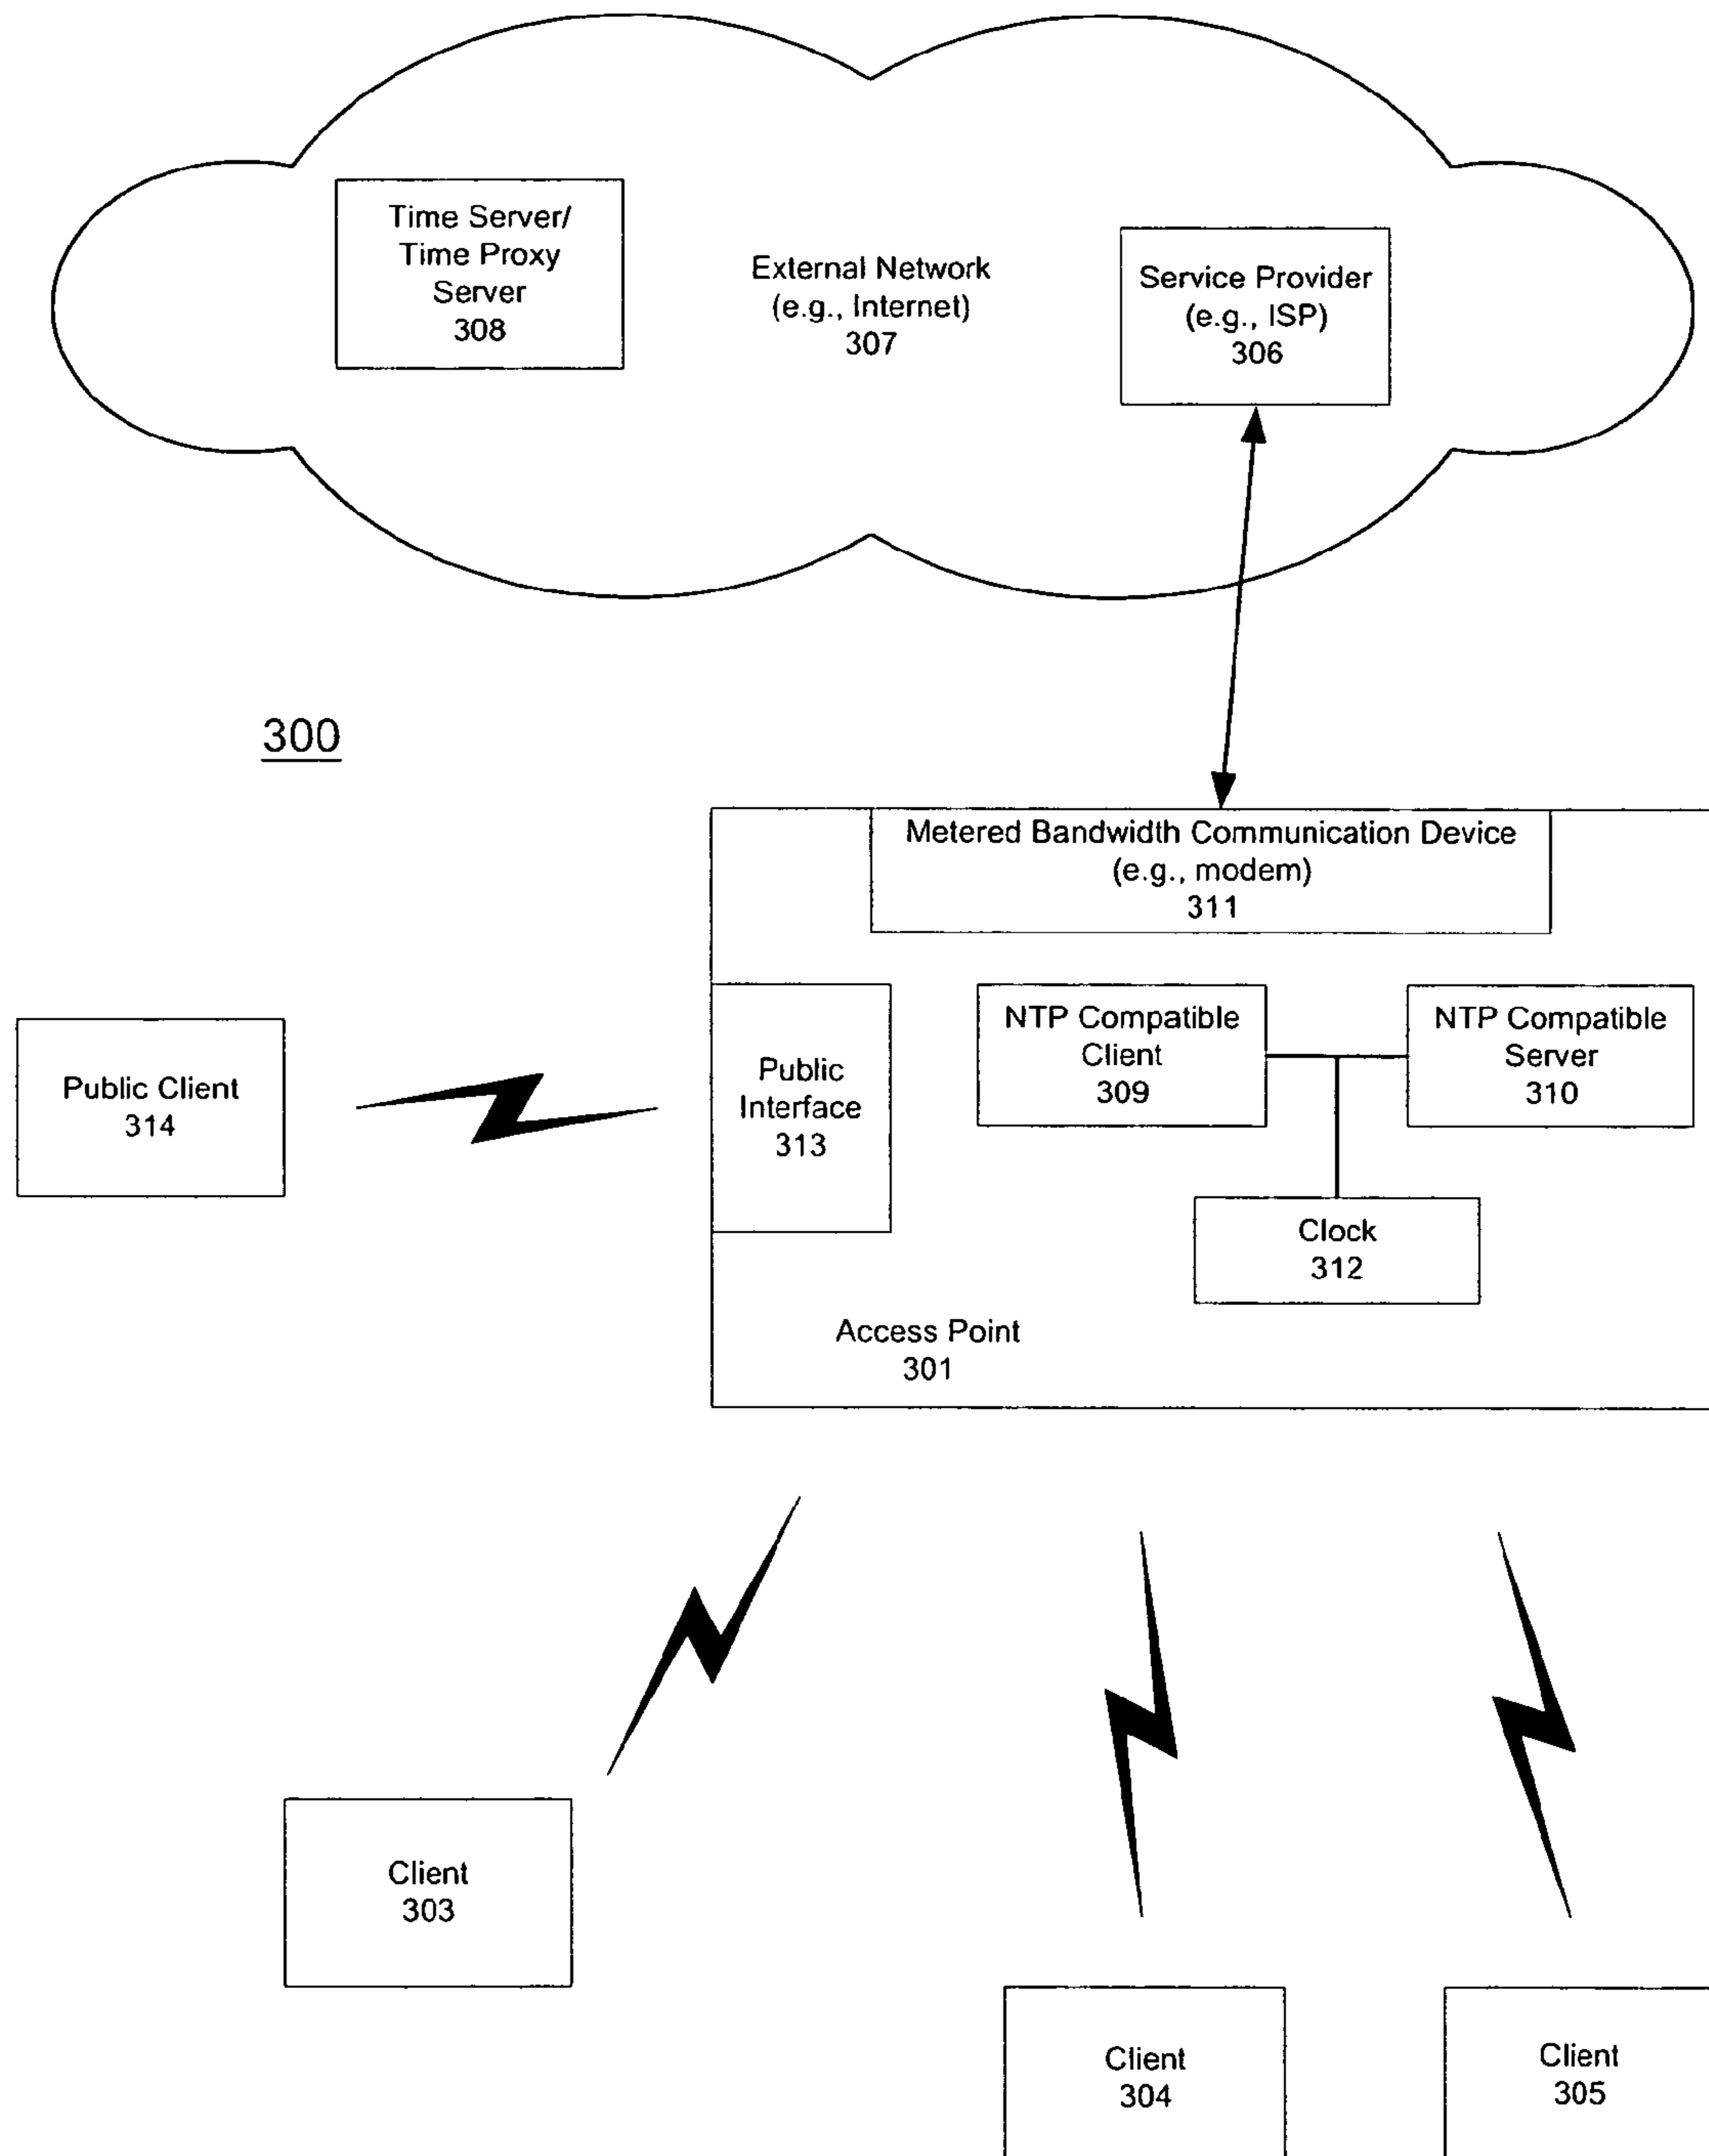 Time Server/
Time Proxy
Server
308
External Network
(e.g., Internet)
307
Service Provider
(e.g., ISP)
306
300
Metered Bandwidth Communication Device
(e.g., modem)
311
Public Client
314
Public
Interface
313
NTP Compatible
Client
309
NTP Compatible
Server
310
Clock
312
Access Point
301
Client
303
Client
304
Client
305